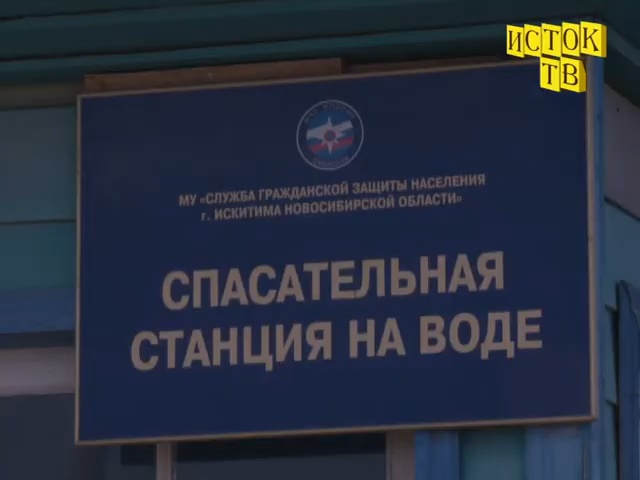 ИСТОК
ТВ
МУ «СЛУЖБА ГРАЖДАНСКОЙ ЗАЩИТЫ НАСЕЛЕНИЯ
г. ИСКИТИМА НОВОСИБИРСКОЙ ОБЛАСТИ»
СПАСАТЕЛЬНАЯ
СТАНЦИЯ НА ВОДЕ